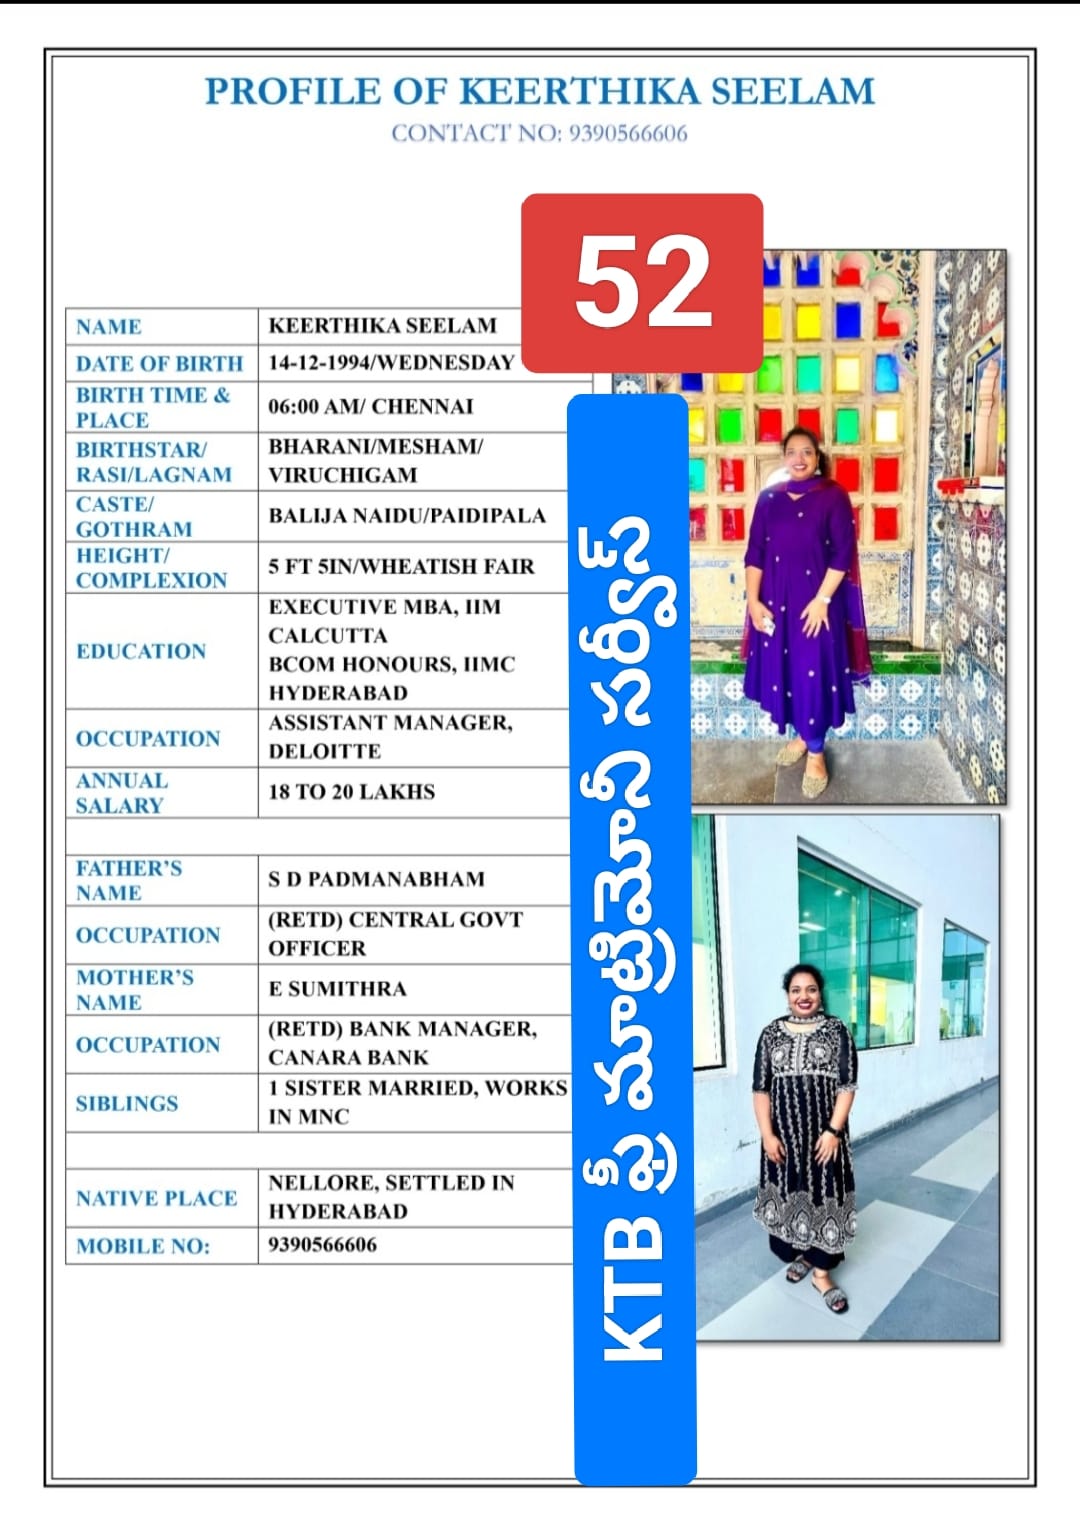 PROFILE OF KEERTHIKA SEELAM
CONTACT NO: 9390566606
52
NAME KEERTHIKA SEELAM
DATE OF BIRTH 14-12-1994/WEDNESDAY
BIRTH TIME &
PLACE
06:00 AM/ CHENNAI
BIRTHSTAR/
RASI/LAGNAM
BHARANI/MESHAM/
VIRUCHIGAM
CASTE/
GOTHRAM
BALIJA NAIDU/PAIDIPALA
HEIGHT/
COMPLEXION
5 FT 5IN/WHEATISH FAIR
EDUCATION
EXECUTIVE MBA, IIM
CALCUTTA
BCOM HONOURS, IIMC
HYDERABAD
OCCUPATION
ASSISTANT MANAGER,
DELOITTE
ANNUAL
SALARY
18 TO 20 LAKHS
FATHER'S
NAME
S D PADMANABHAM
OCCUPATION
(RETD) CENTRAL GOVT
OFFICER
MOTHER'S
NAME
E SUMITHRA
OCCUPATION
(RETD) BANK MANAGER,
CANARA BANK
SIBLINGS
1 SISTER MARRIED, WORKS
IN MNC
NATIVE PLACE
NELLORE, SETTLED IN
HYDERABAD
MOBILE NO: 9390566606
KTB ఫ్రీ మాట్రిమోనీ సర్వీస్